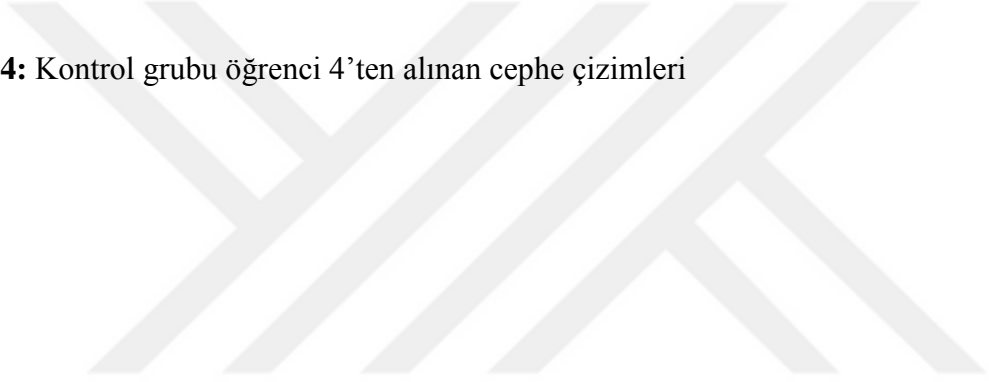 4: Kontrol grubu öğrenci 4’ten alınan cephe çizimleri